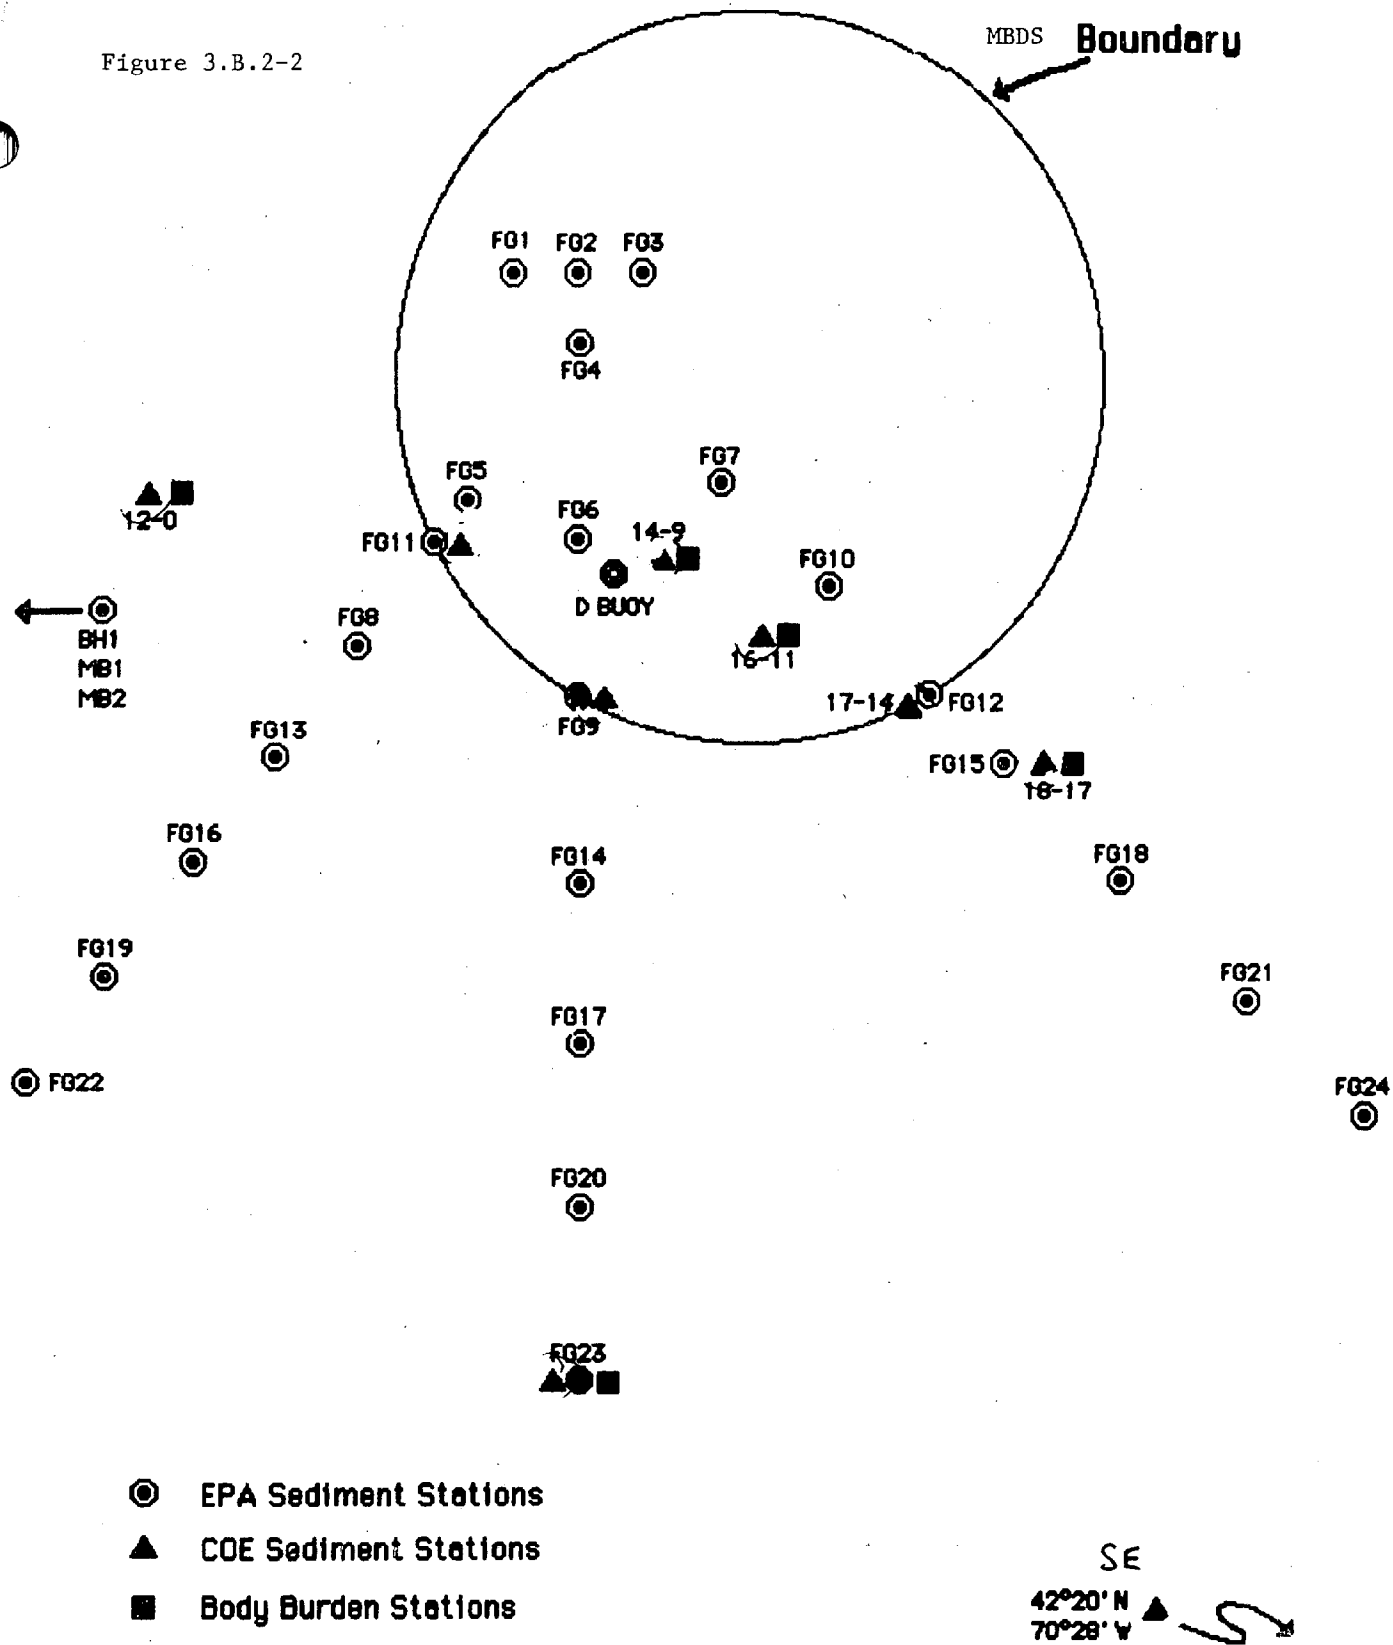 Figure 3.B.2-2
MBDS Boundary
FG1 FG2 FG3
FG4
FG7
FG5
12-0
FG6
14-9
FG11
FG10
D BUOY
FG8
BH1
MB1
MB2
16-11
17-14 FG12
FG9
FG13
FG15
18-17
FG16
FG14
FG18
FG19
FG21
FG17
FG22
FG24
FG20
FG23
EPA Sediment Stations
COE Sediment Stations
Body Burden Stations
SE
42°20' N
70°28' W